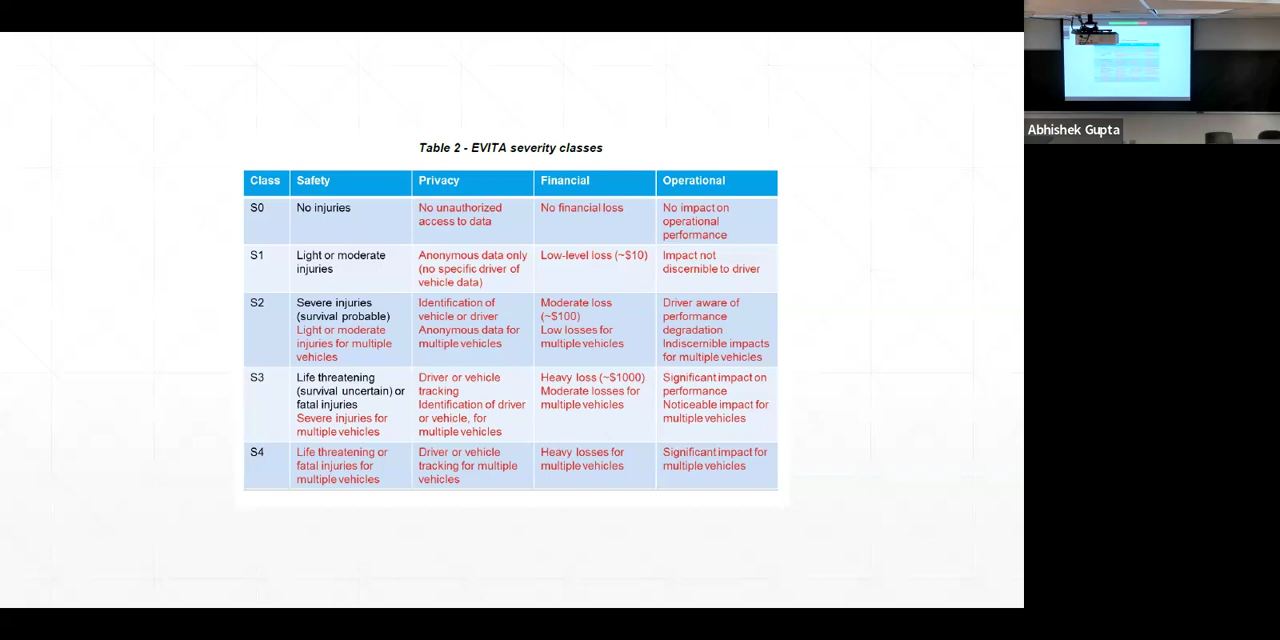 Table 2 - EVITA severity classes
Class Safety Privacy Financial Operational
S0 No injuries No unauthorized access to data No financial loss No impact on operational performance
S1 Light or moderate injuries Anonymous data only (no specific driver of vehicle data) Low-level loss (~$10) Impact not discernible to driver
S2 Severe injuries (survival probable) Light or moderate injuries for multiple vehicles Identification of vehicle or driver Anonymous data for multiple vehicles Moderate loss (~$100) Low losses for multiple vehicles Driver aware of performance degradation Indiscernible impacts for multiple vehicles
S3 Life threatening (survival uncertain) or fatal injuries Severe injuries for multiple vehicles Driver or vehicle tracking Identification of driver or vehicle, for multiple vehicles Heavy loss (~$1000) Moderate losses for multiple vehicles Significant impact on performance Noticeable impact for multiple vehicles
S4 Life threatening or fatal injuries for multiple vehicles Driver or vehicle tracking for multiple vehicles Heavy losses for multiple vehicles Significant impact for multiple vehicles
Abhishek Gupta